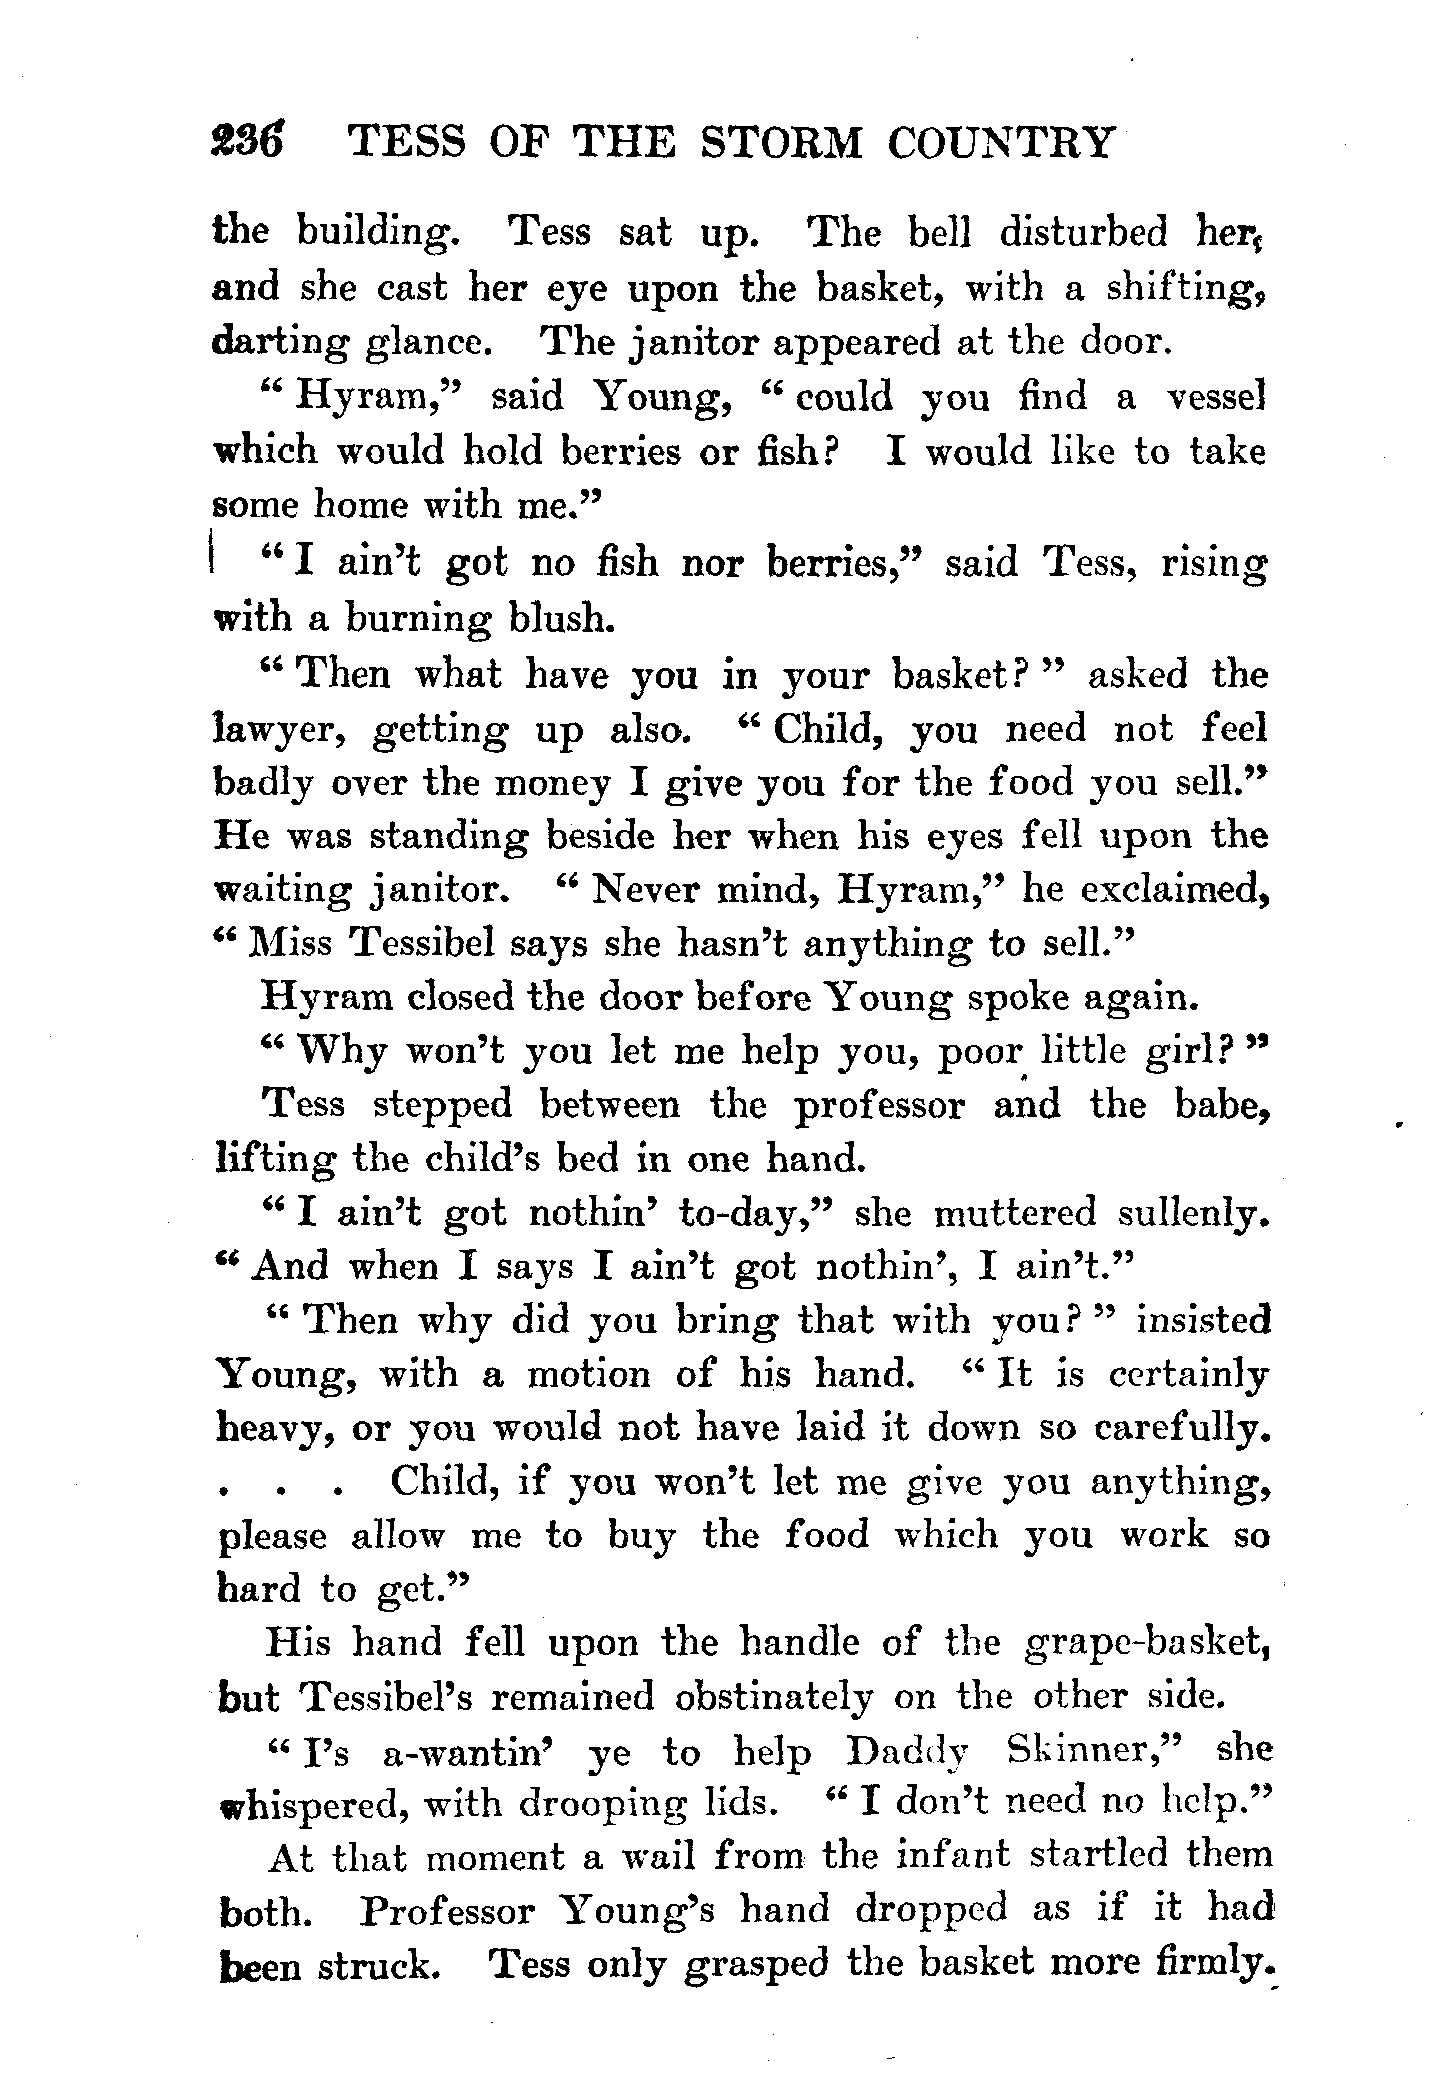 236 TESS OF THE STORM COUNTRY
the building. Tess sat up. The bell disturbed her,
and she cast her eye upon the basket, with a shifting,
darting glance. The janitor appeared at the door.
“Hyram,” said Young, “could you find a vessel
which would hold berries or fish? I would like to take
some home with me.”
“I ain’t got no fish nor berries,” said Tess, rising
with a burning blush.
“Then what have you in your basket?” asked the
lawyer, getting up also. “Child, you need not feel
badly over the money I give you for the food you sell.”
He was standing beside her when his eyes fell upon the
waiting janitor. “Never mind, Hyram,” he exclaimed,
“Miss Tessibel says she hasn’t anything to sell.”
Hyram closed the door before Young spoke again.
“Why won’t you let me help you, poor little girl?”
Tess stepped between the professor and the babe,
lifting the child’s bed in one hand.
“I ain’t got nothin’ to-day,” she muttered sullenly.
“And when I says I ain’t got nothin’, I ain’t.”
“Then why did you bring that with you?” insisted
Young, with a motion of his hand. “It is certainly
heavy, or you would not have laid it down so carefully.
. . . Child, if you won’t let me give you anything,
please allow me to buy the food which you work so
hard to get.”
His hand fell upon the handle of the grape-basket,
but Tessibel’s remained obstinately on the other side.
“I’s a-wantin’ ye to help Daddy Skinner,” she
whispered, with drooping lids. “I don’t need no help.”
At that moment a wail from the infant startled them
both. Professor Young’s hand dropped as if it had
been struck. Tess only grasped the basket more firmly.